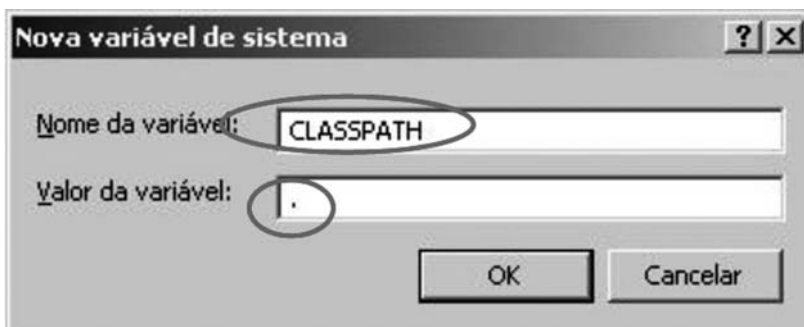 Nova variável de sistema
Nome da variável: CLASSPATH
Valor da variável: .
OK Cancelar